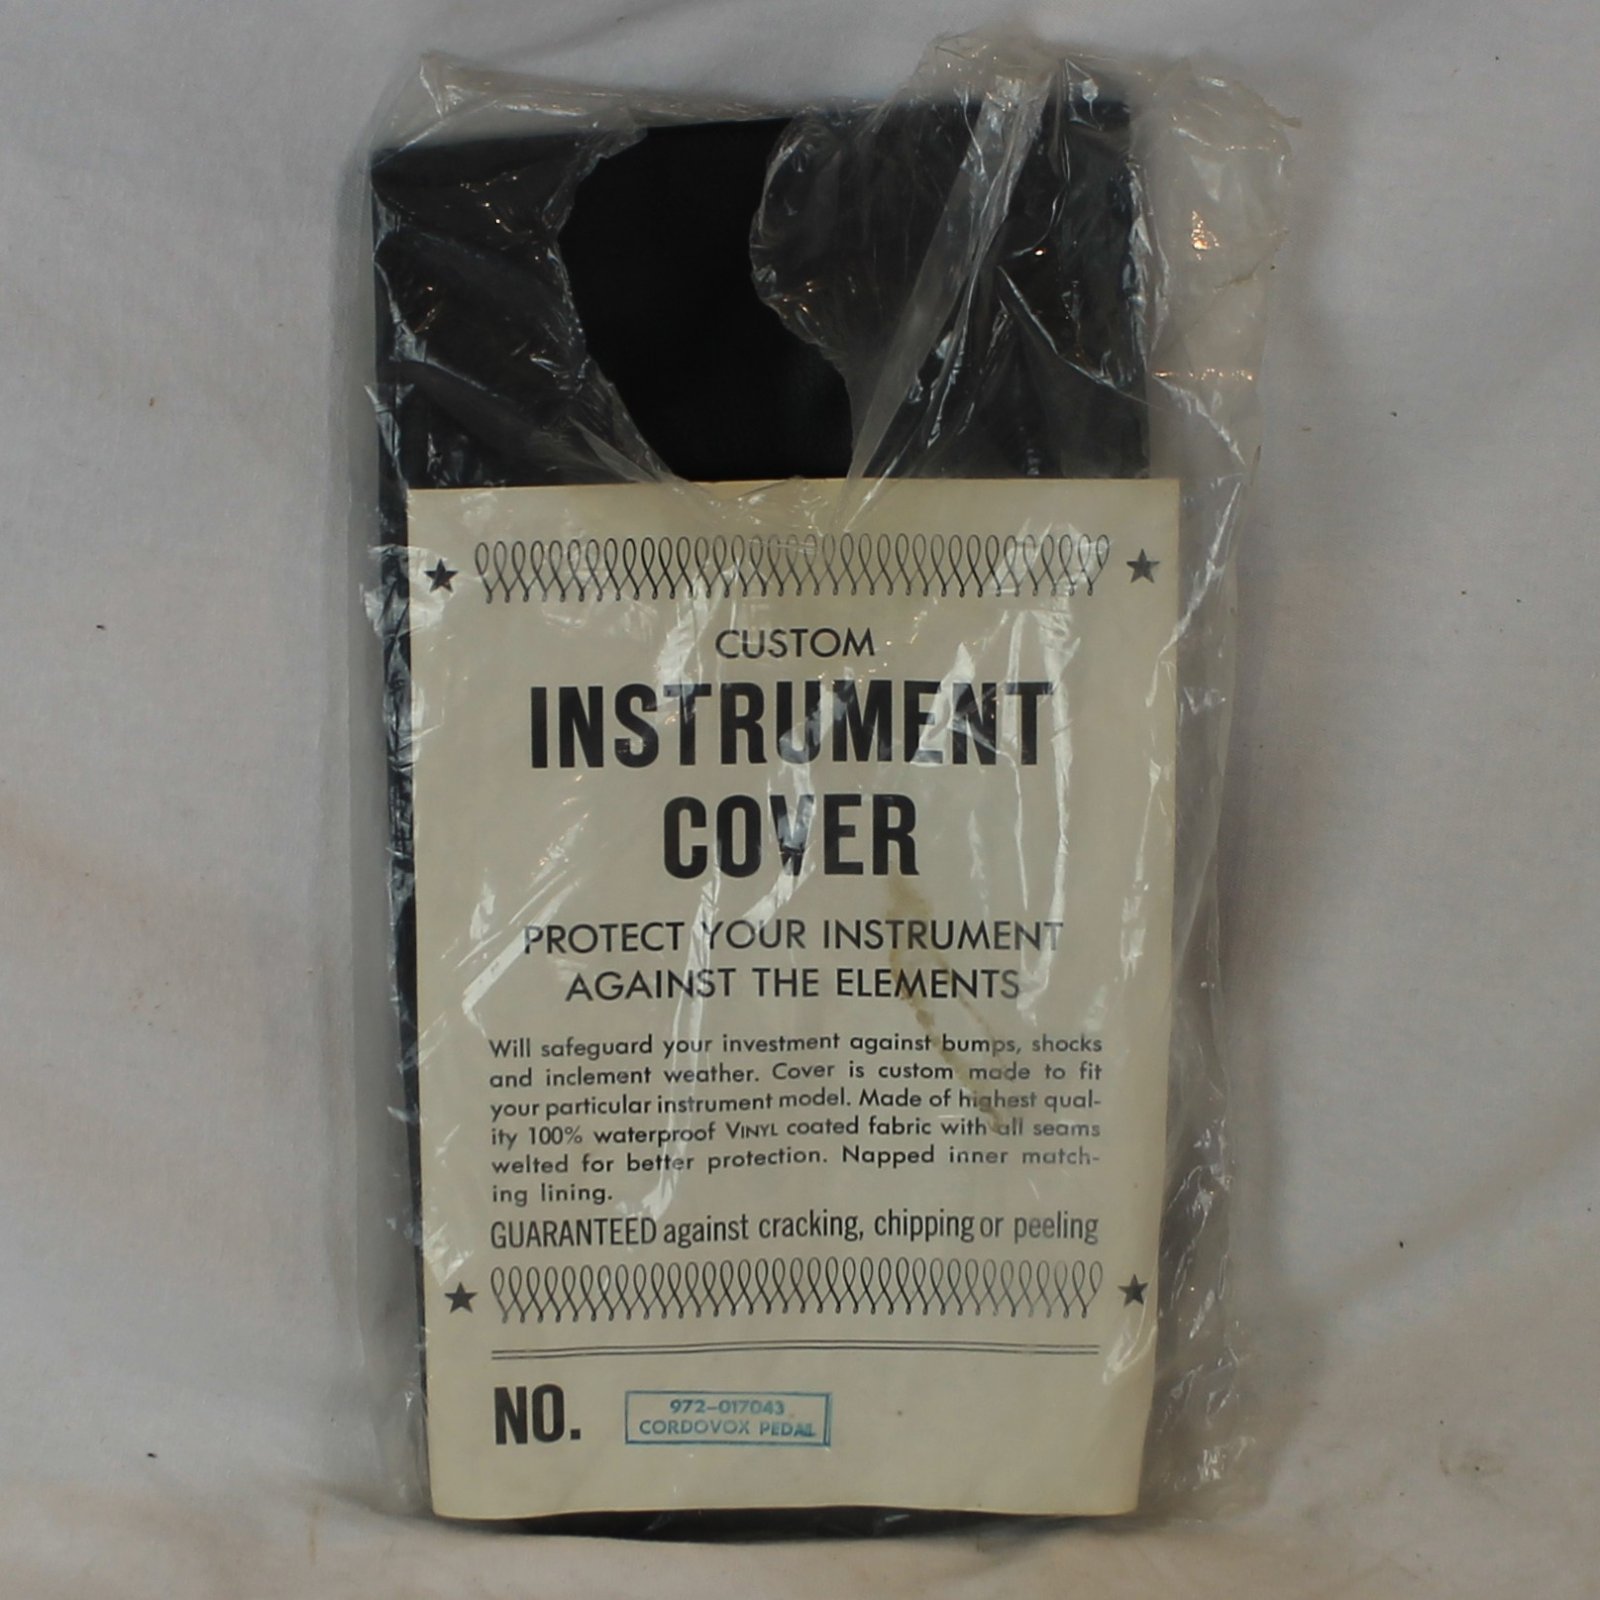 CUSTOM
INSTRUMENT
COVER
PROTECT YOUR INSTRUMENT
AGAINST THE ELEMENTS
Will safeguard your investment against bumps, shocks
and inclement weather. Cover is custom made to fit
your particular instrument model. Made of highest qual-
ity 100% waterproof VINYL coated fabric with all seams
welted for better protection. Napped inner match-
ing lining.
GUARANTEED against cracking, chipping or peeling
NO.
972-017043
CORDOVOX PEDAL